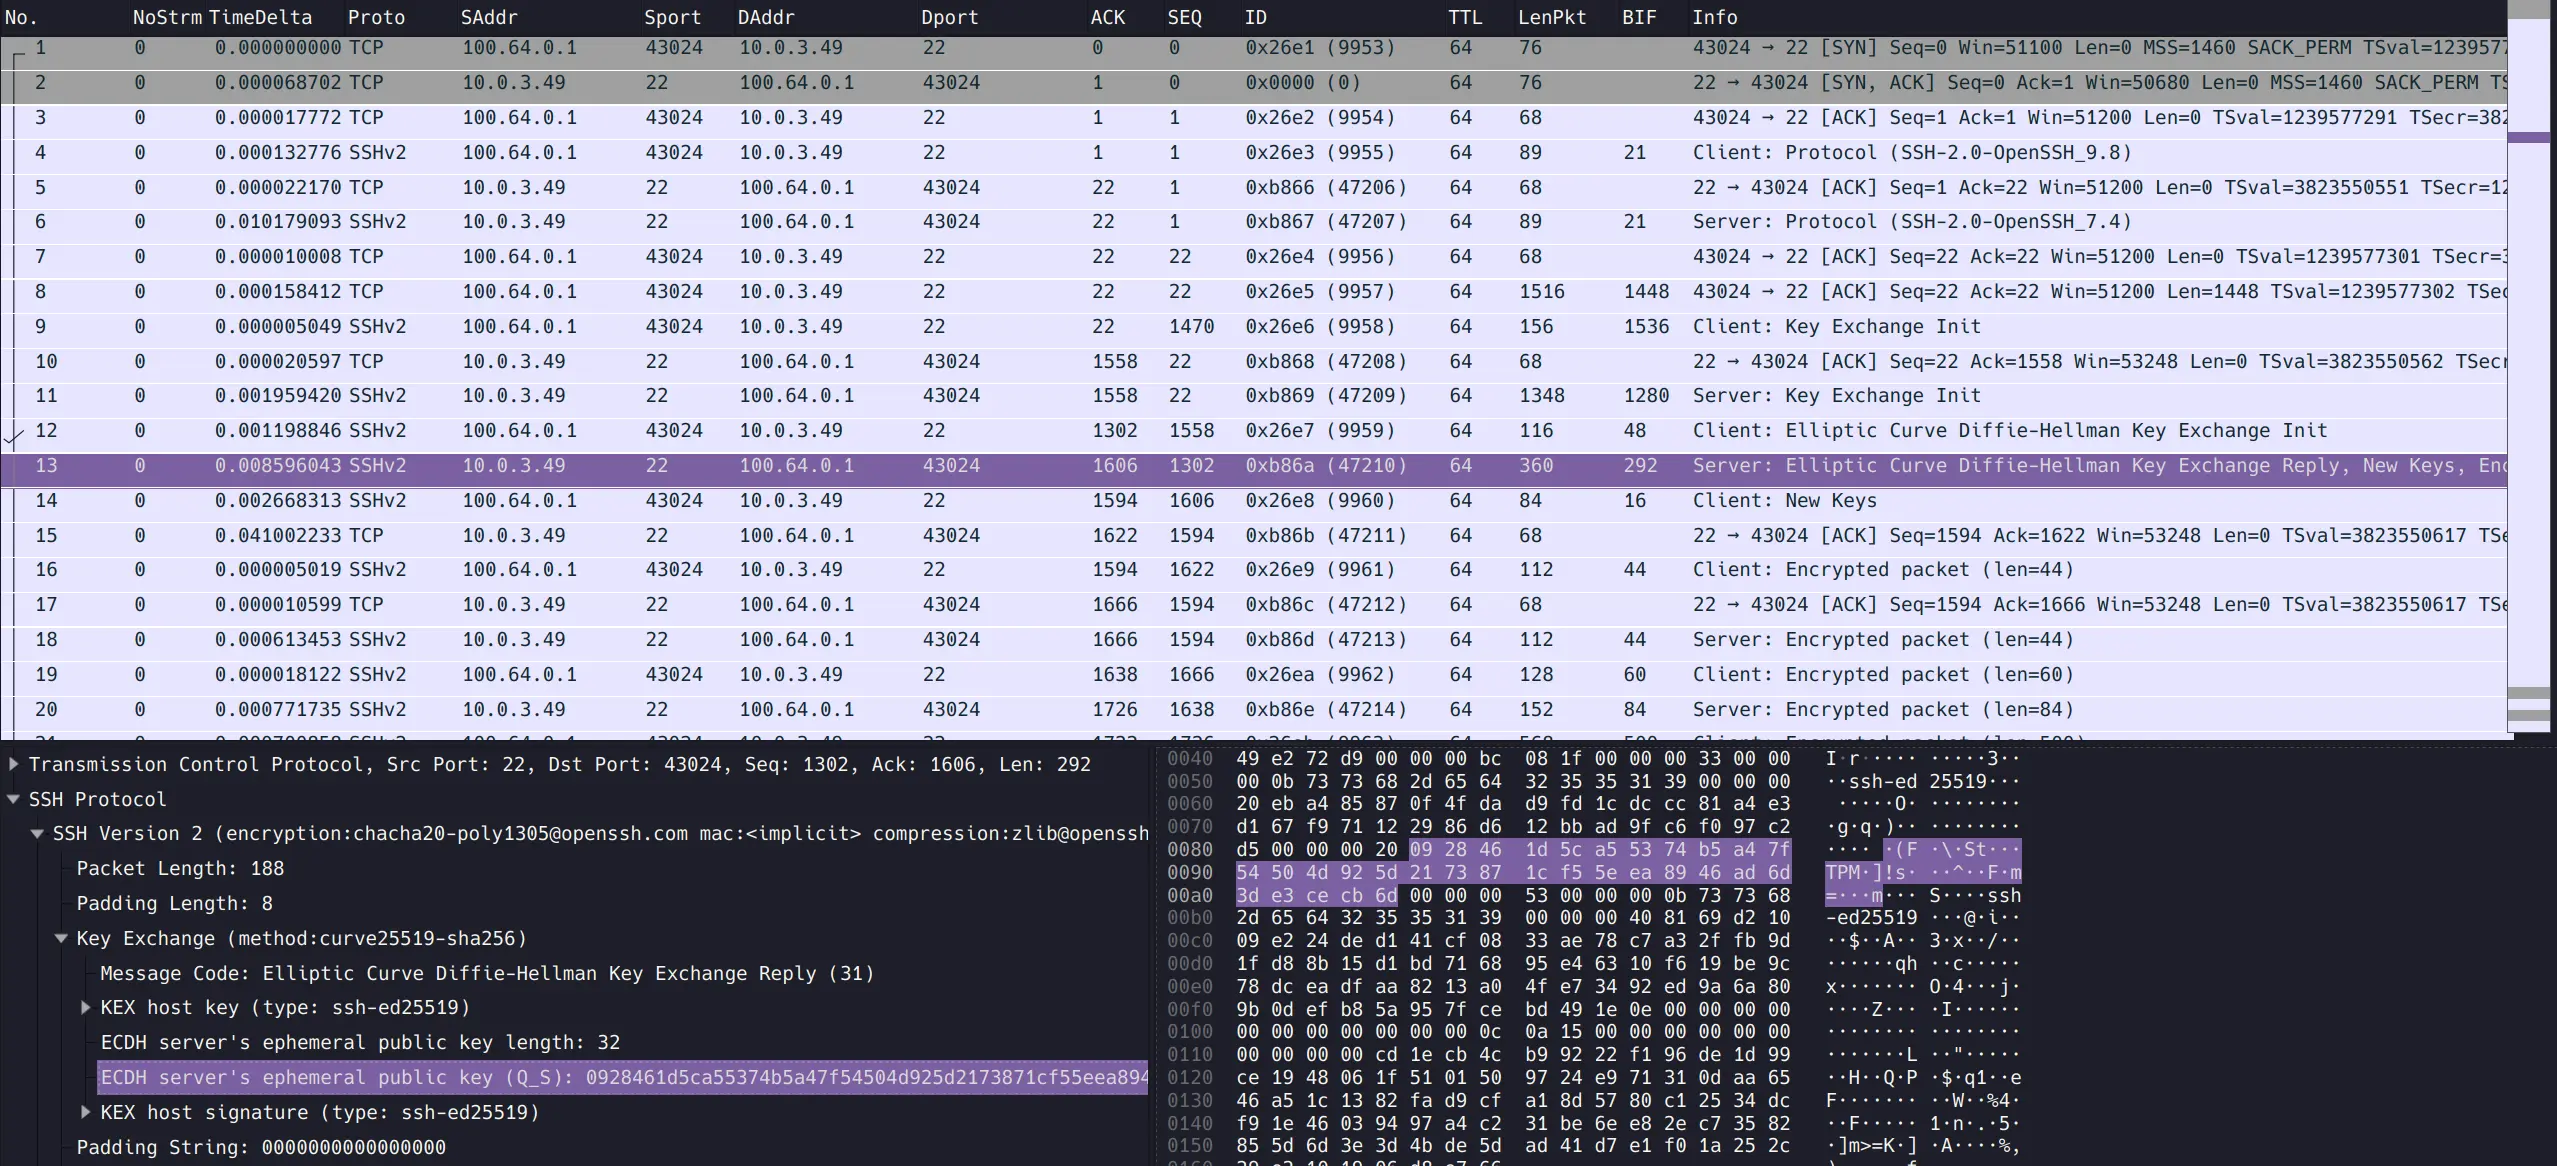 No. NoStrm TimeDelta Proto SAddr Sport DAddr Dport ACK SEQ ID TTL LenPkt BIF Info
1 0 0.000000000 TCP 100.64.0.1 43024 10.0.3.49 22 0 0 0x26e1 (9953) 64 76 43024 → 22 [SYN] Seq=0 Win=51100 Len=0 MSS=1460 SACK_PERM TSval=1239577
2 0 0.000068702 TCP 10.0.3.49 22 100.64.0.1 43024 1 0 0x0000 (0) 64 76 22 → 43024 [SYN, ACK] Seq=0 Ack=1 Win=50680 Len=0 MSS=1460 SACK_PERM TS
3 0 0.000017772 TCP 100.64.0.1 43024 10.0.3.49 22 1 1 0x26e2 (9954) 64 68 43024 → 22 [ACK] Seq=1 Ack=1 Win=51200 Len=0 TSval=1239577291 TSecr=382
4 0 0.000132776 SSHv2 100.64.0.1 43024 10.0.3.49 22 1 1 0x26e3 (9955) 64 89 21 Client: Protocol (SSH-2.0-OpenSSH_9.8)
5 0 0.000022170 TCP 10.0.3.49 22 100.64.0.1 43024 22 1 0xb866 (47206) 64 68 22 → 43024 [ACK] Seq=1 Ack=22 Win=51200 Len=0 TSval=3823550551 TSecr=12
6 0 0.010179093 SSHv2 10.0.3.49 22 100.64.0.1 43024 22 1 0xb867 (47207) 64 89 21 Server: Protocol (SSH-2.0-OpenSSH_7.4)
7 0 0.000010008 TCP 100.64.0.1 43024 10.0.3.49 22 22 22 0x26e4 (9956) 64 68 43024 → 22 [ACK] Seq=22 Ack=22 Win=51200 Len=0 TSval=1239577301 TSecr=3
8 0 0.000158412 TCP 100.64.0.1 43024 10.0.3.49 22 22 22 0x26e5 (9957) 64 1516 1448 43024 → 22 [ACK] Seq=22 Ack=22 Win=51200 Len=1448 TSval=1239577302 TSec
9 0 0.000005049 SSHv2 100.64.0.1 43024 10.0.3.49 22 22 1470 0x26e6 (9958) 64 156 1536 Client: Key Exchange Init
10 0 0.000020597 TCP 10.0.3.49 22 100.64.0.1 43024 1558 22 0xb868 (47208) 64 68 22 → 43024 [ACK] Seq=22 Ack=1558 Win=53248 Len=0 TSval=3823550562 TSecr
11 0 0.001959420 SSHv2 10.0.3.49 22 100.64.0.1 43024 1558 22 0xb869 (47209) 64 1348 1280 Server: Key Exchange Init
12 0 0.001198846 SSHv2 100.64.0.1 43024 10.0.3.49 22 1302 1558 0x26e7 (9959) 64 116 48 Client: Elliptic Curve Diffie-Hellman Key Exchange Init
13 0 0.008596043 SSHv2 10.0.3.49 22 100.64.0.1 43024 1606 1302 0xb86a (47210) 64 360 292 Server: Elliptic Curve Diffie-Hellman Key Exchange Reply, New Keys, Enc
14 0 0.002668313 SSHv2 100.64.0.1 43024 10.0.3.49 22 1594 1606 0x26e8 (9960) 64 84 16 Client: New Keys
15 0 0.041002233 TCP 10.0.3.49 22 100.64.0.1 43024 1622 1594 0xb86b (47211) 64 68 22 → 43024 [ACK] Seq=1594 Ack=1622 Win=53248 Len=0 TSval=3823550617 TSe
16 0 0.000005019 SSHv2 100.64.0.1 43024 10.0.3.49 22 1594 1622 0x26e9 (9961) 64 112 44 Client: Encrypted packet (len=44)
17 0 0.000010599 TCP 10.0.3.49 22 100.64.0.1 43024 1666 1594 0xb86c (47212) 64 68 22 → 43024 [ACK] Seq=1594 Ack=1666 Win=53248 Len=0 TSval=3823550617 TSe
18 0 0.000613453 SSHv2 10.0.3.49 22 100.64.0.1 43024 1666 1594 0xb86d (47213) 64 112 44 Server: Encrypted packet (len=44)
19 0 0.000018122 SSHv2 100.64.0.1 43024 10.0.3.49 22 1638 1666 0x26ea (9962) 64 128 60 Client: Encrypted packet (len=60)
20 0 0.000771735 SSHv2 10.0.3.49 22 100.64.0.1 43024 1726 1638 0xb86e (47214) 64 152 84 Server: Encrypted packet (len=84)
Transmission Control Protocol, Src Port: 22, Dst Port: 43024, Seq: 1302, Ack: 1606, Len: 292
SSH Protocol
SSH Version 2 (encryption:chacha20-poly1305@openssh.com mac:<implicit> compression:zlib@openssh
Packet Length: 188
Padding Length: 8
Key Exchange (method:curve25519-sha256)
Message Code: Elliptic Curve Diffie-Hellman Key Exchange Reply (31)
KEX host key (type: ssh-ed25519)
ECDH server's ephemeral public key length: 32
ECDH server's ephemeral public key (Q_S): 0928461d5ca55374b5a47f54504d925d2173871cf55eea894
KEX host signature (type: ssh-ed25519)
Padding String: 0000000000000000
0040 49 e2 72 d9 00 00 00 bc 08 1f 00 00 00 33 00 00 I·r····· ·····3··
0050 00 0b 73 73 68 2d 65 64 32 35 35 31 39 00 00 00 ··ssh-ed 25519···
0060 20 eb a4 85 87 0f 4f da d9 fd 1c dc cc 81 a4 e3 ·····O· ········
0070 d1 67 f9 71 12 29 86 d6 12 bb ad 9f c6 f0 97 c2 ·g·q·)·· ········
0080 d5 00 00 00 20 09 28 46 1d 5c a5 53 74 b5 a4 7f ···· ·(F ·\·St···
0090 54 50 4d 92 5d 21 73 87 1c f5 5e ea 89 46 ad 6d TPM·]!s· ··^··F·m
00a0 3d e3 ce cb 6d 00 00 00 53 00 00 00 0b 73 73 68 =···m··· S····ssh
00b0 2d 65 64 32 35 35 31 39 00 00 00 40 81 69 d2 10 -ed25519 ···@·i··
00c0 09 e2 24 de d1 41 cf 08 33 ae 78 c7 a3 2f fb 9d ··$··A·· 3·x··/··
00d0 1f d8 8b 15 d1 bd 71 68 95 e4 63 10 f6 19 be 9c ······qh ··c·····
00e0 78 dc ea df aa 82 13 a0 4f e7 34 92 ed 9a 6a 80 x······· O·4···j·
00f0 9b 0d ef b8 5a 95 7f ce bd 49 1e 0e 00 00 00 00 ····Z··· ·I······
0100 00 00 00 00 00 00 00 0c 0a 15 00 00 00 00 00 00 ········ ········
0110 00 00 00 00 cd 1e cb 4c b9 92 22 f1 96 de 1d 99 ·······L ··"·····
0120 ce 19 48 06 1f 51 01 50 97 24 e9 71 31 0d aa 65 ··H··Q·P ·$·q1··e
0130 46 a5 1c 13 82 fa d9 cf a1 8d 57 80 c1 25 34 dc F······· ··W··%4·
0140 f9 1e 46 03 94 97 a4 c2 31 be 6e e8 2e c7 35 82 ··F····· 1·n·.·5·
0150 85 5d 6d 3e 3d 4b de 5d ad 41 d7 e1 f0 1a 25 2c ·]m>=K·] ·A····%,